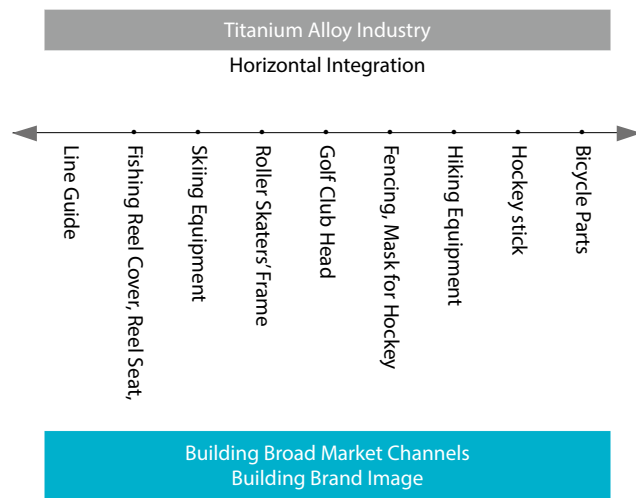 Titanium Alloy Industry
Horizontal Integration
Line Guide
Fishing Reel Cover, Reel Seat,
Skiing Equipment
Roller Skaters’ Frame
Golf Club Head
Fencing, Mask for Hockey
Hiking Equipment
Hockey stick
Bicycle Parts
Building Broad Market Channels
Building Brand Image